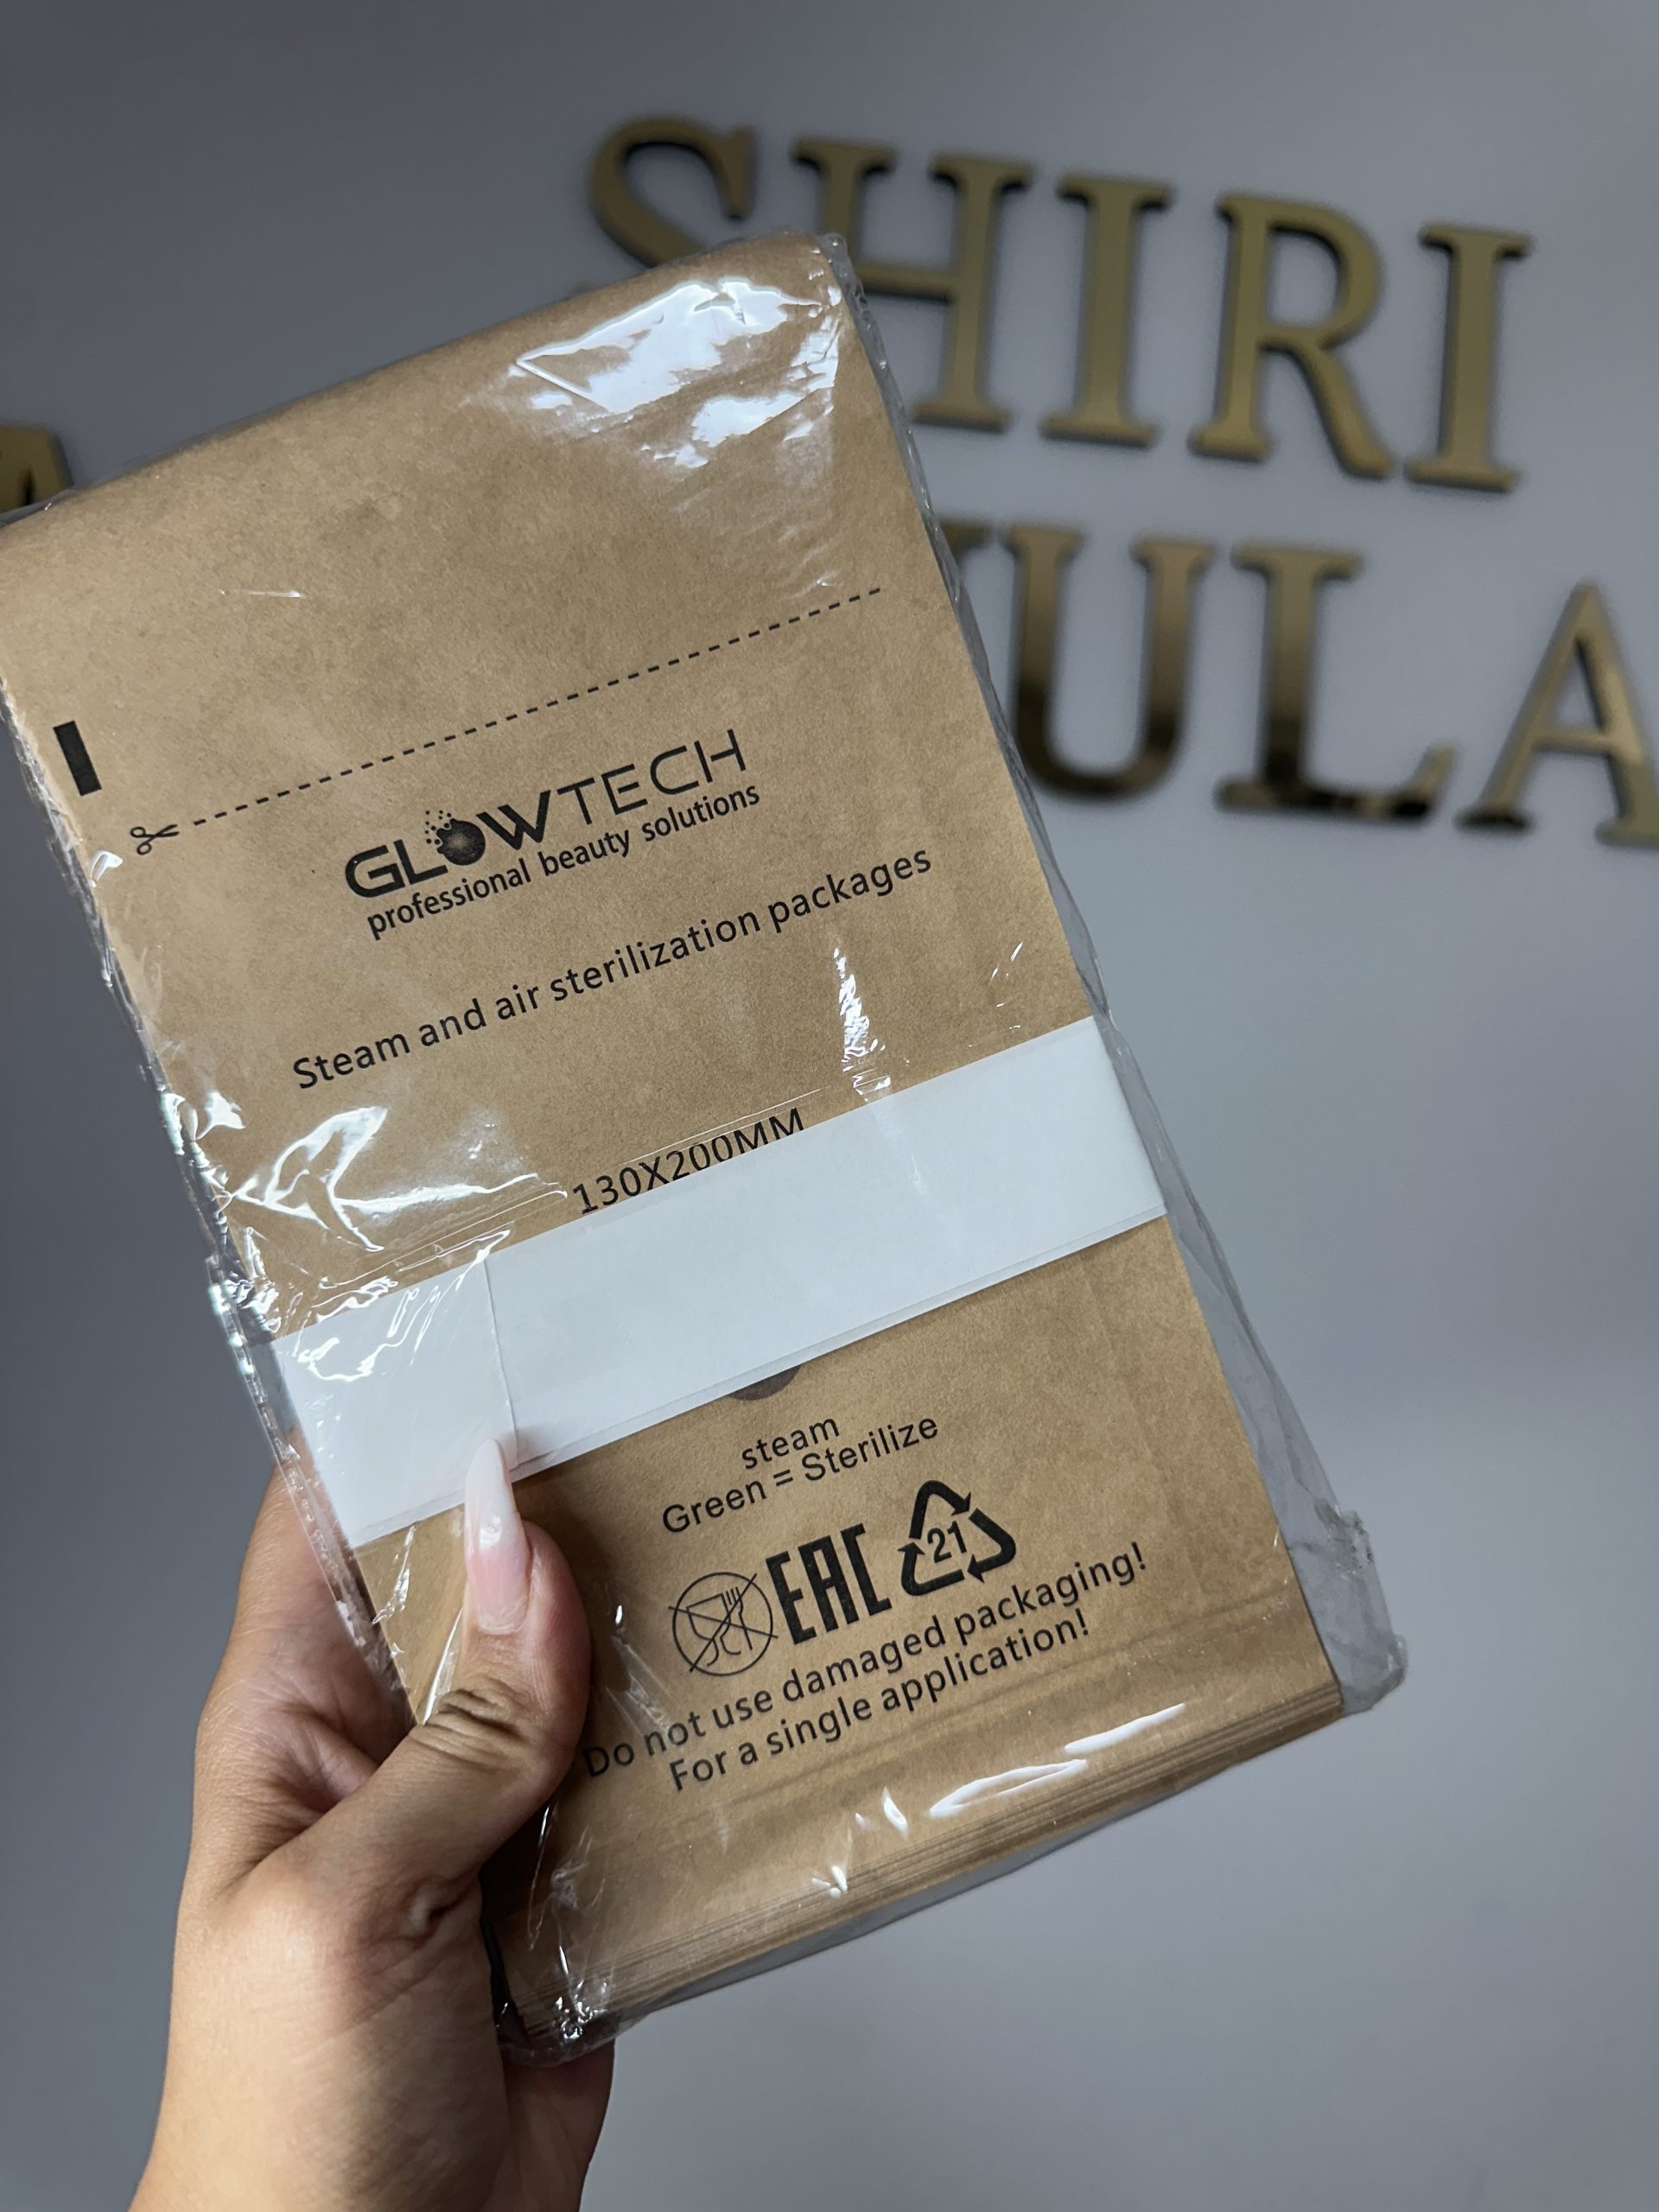 SHIRI
ULA
GLOWTECH
professional beauty solutions
Steam and air sterilization packages
130X200MM
steam
Green = Sterilize
EAC
21
Do not use damaged packaging!
For a single application!